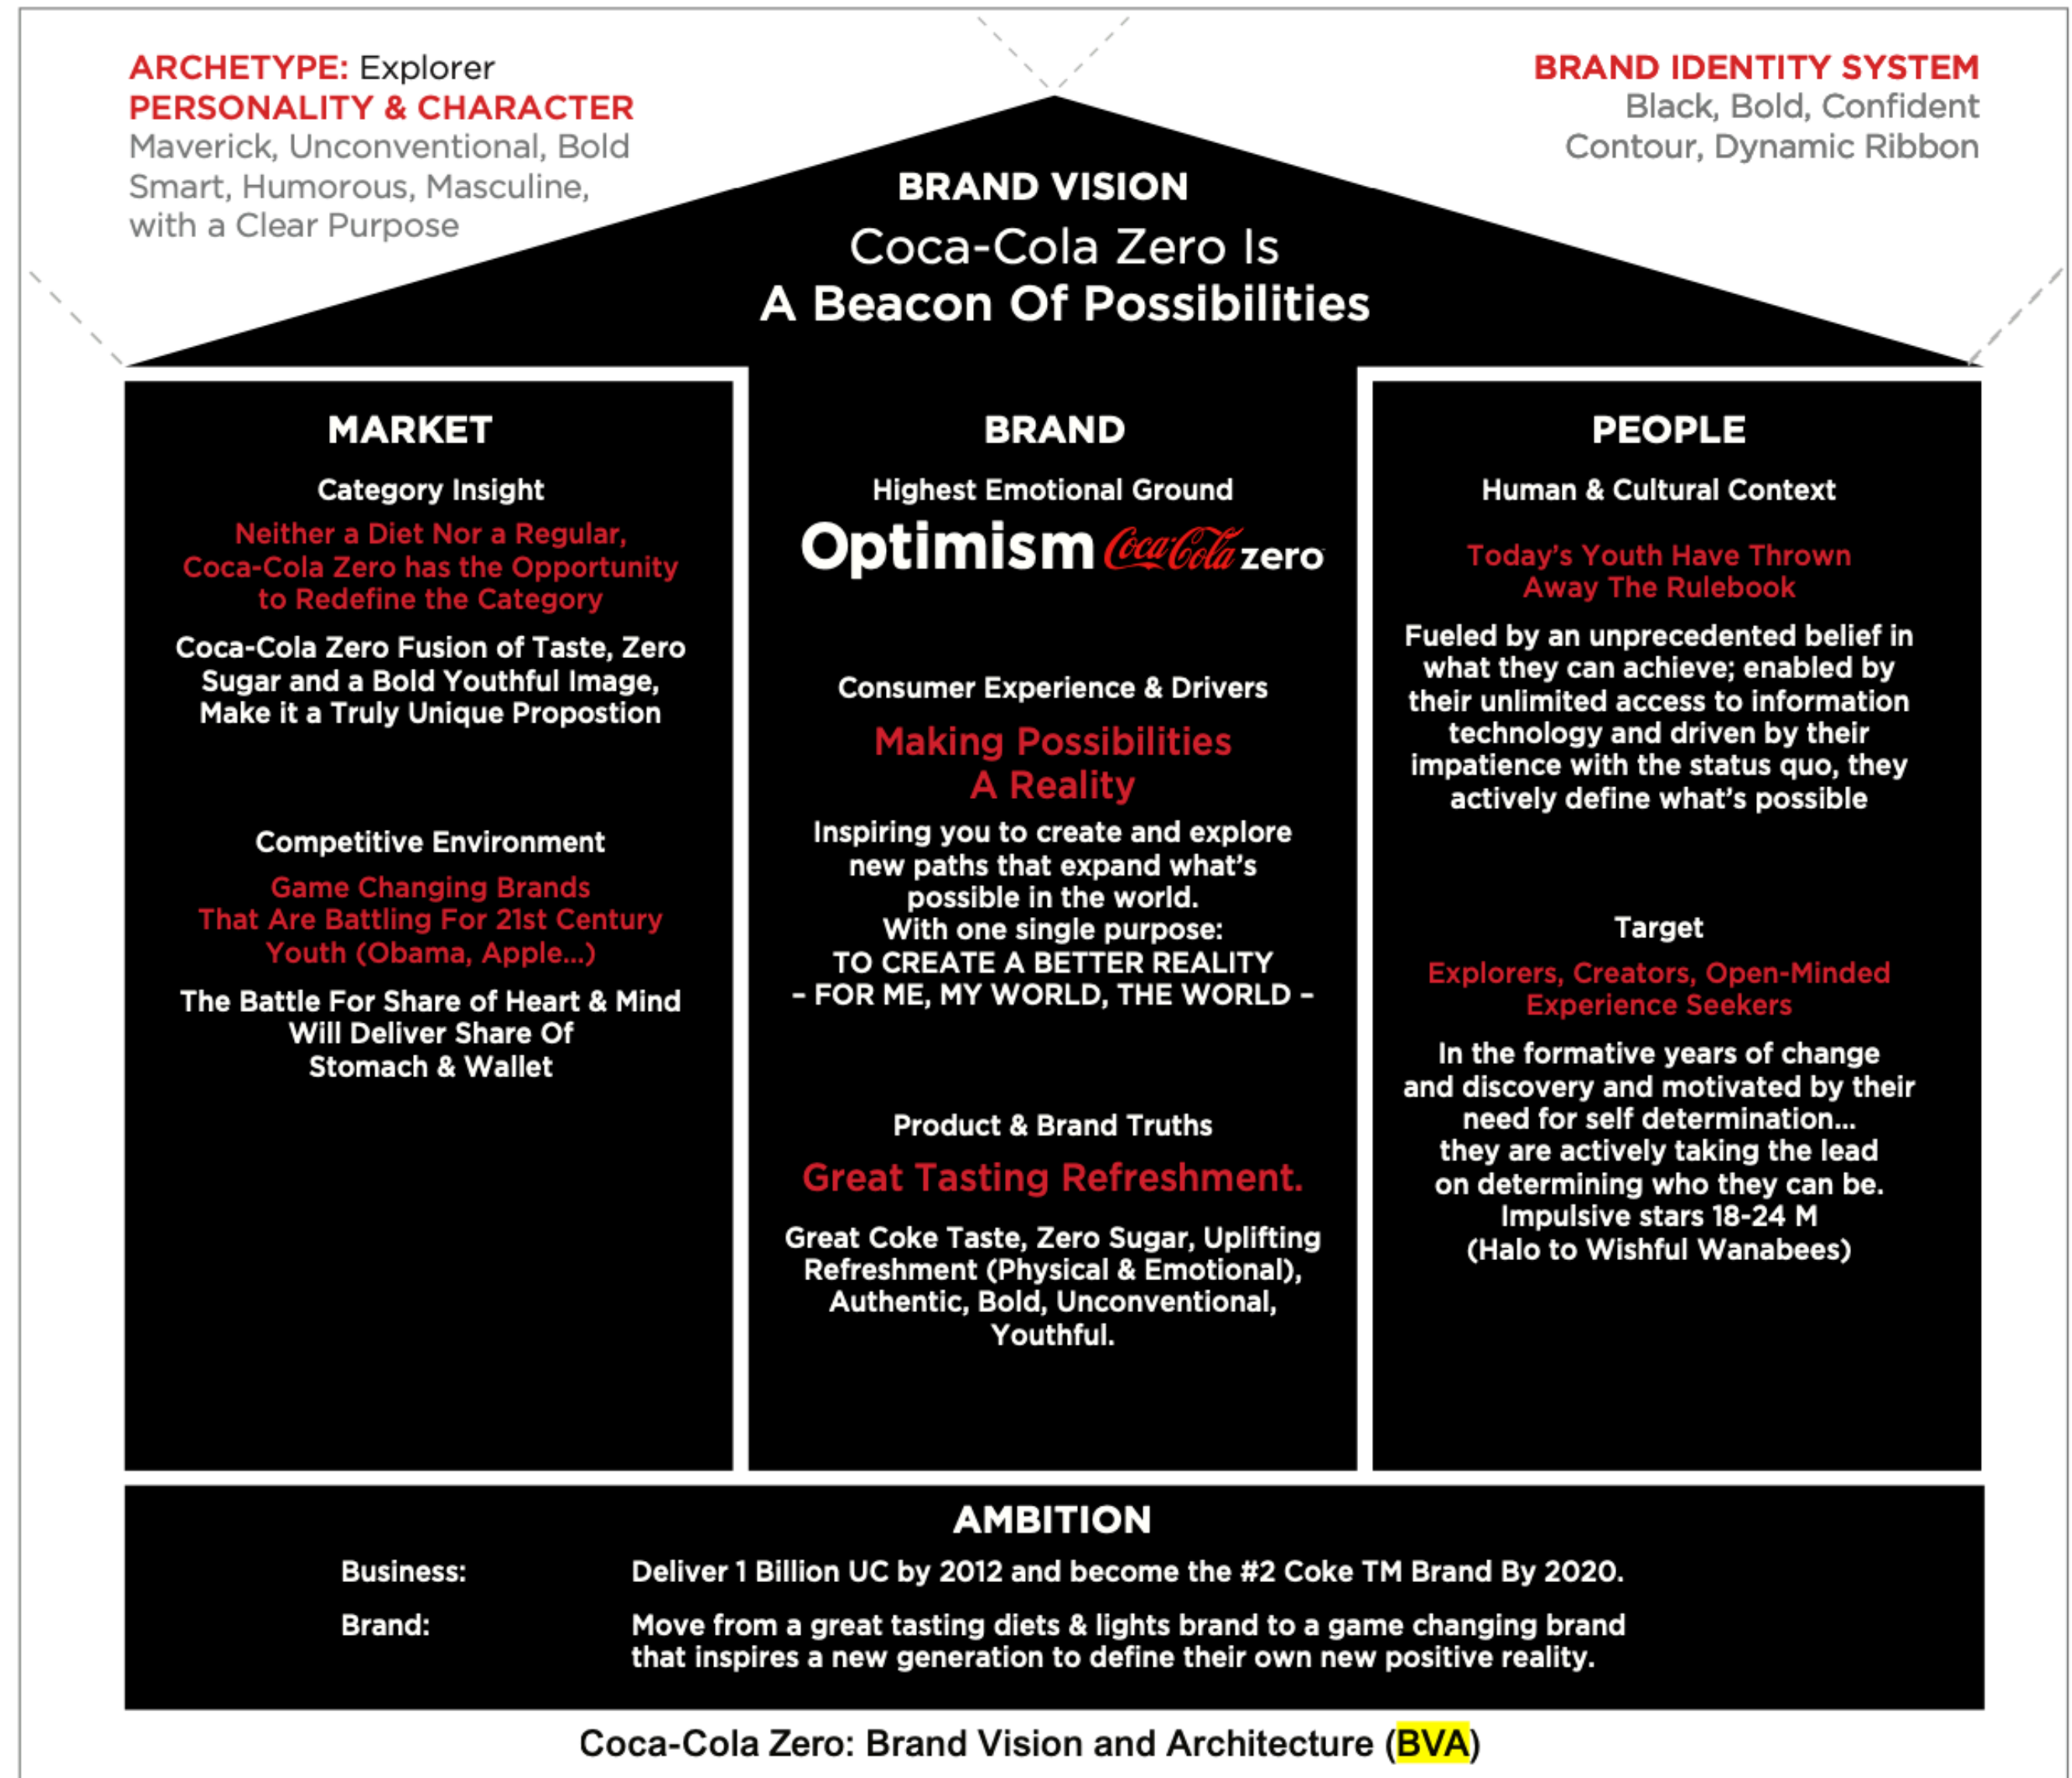 ARCHETYPE: Explorer
PERSONALITY & CHARACTER
Maverick, Unconventional, Bold
Smart, Humorous, Masculine,
with a Clear Purpose
BRAND IDENTITY SYSTEM
Black, Bold, Confident
Contour, Dynamic Ribbon
BRAND VISION
Coca-Cola Zero Is
A Beacon Of Possibilities
MARKET
Category Insight
Neither a Diet Nor a Regular,
Coca-Cola Zero has the Opportunity
to Redefine the Category
Coca-Cola Zero Fusion of Taste, Zero
Sugar and a Bold Youthful Image,
Make it a Truly Unique Propostion
Competitive Environment
Game Changing Brands
That Are Battling For 21st Century
Youth (Obama, Apple...)
The Battle For Share of Heart & Mind
Will Deliver Share Of
Stomach & Wallet
BRAND
Highest Emotional Ground
Optimism Coca-Cola zero
Consumer Experience & Drivers
Making Possibilities
A Reality
Inspiring you to create and explore
new paths that expand what's
possible in the world.
With one single purpose:
TO CREATE A BETTER REALITY
– FOR ME, MY WORLD, THE WORLD –
Product & Brand Truths
Great Tasting Refreshment.
Great Coke Taste, Zero Sugar, Uplifting
Refreshment (Physical & Emotional),
Authentic, Bold, Unconventional,
Youthful.
PEOPLE
Human & Cultural Context
Today's Youth Have Thrown
Away The Rulebook
Fueled by an unprecedented belief in
what they can achieve; enabled by
their unlimited access to information
technology and driven by their
impatience with the status quo, they
actively define what's possible
Target
Explorers, Creators, Open-Minded
Experience Seekers
In the formative years of change
and discovery and motivated by their
need for self determination...
they are actively taking the lead
on determining who they can be.
Impulsive stars 18-24 M
(Halo to Wishful Wanabees)
AMBITION
Business: Deliver 1 Billion UC by 2012 and become the #2 Coke TM Brand By 2020.
Brand: Move from a great tasting diets & lights brand to a game changing brand
that inspires a new generation to define their own new positive reality.
Coca-Cola Zero: Brand Vision and Architecture (BVA)